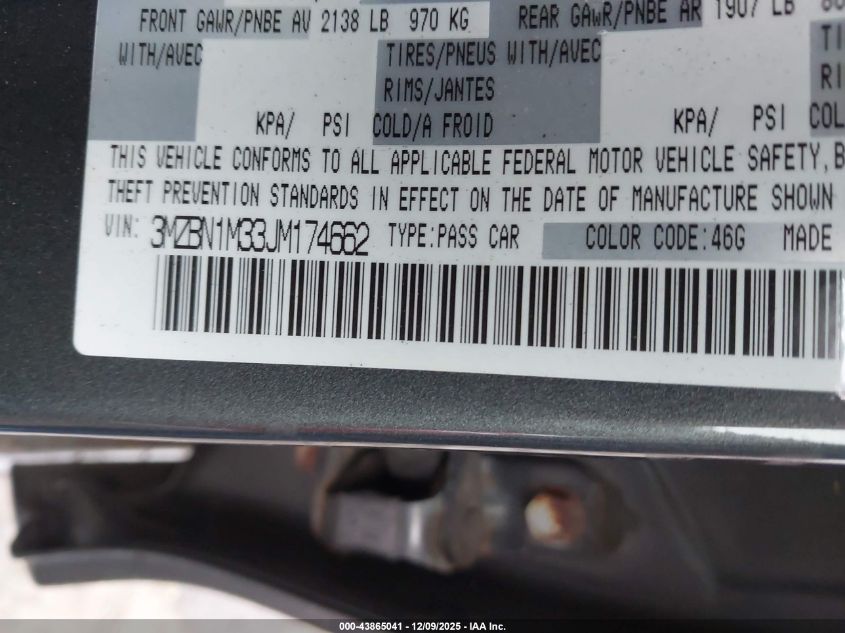 FRONT GAWR/PNBE AV 2138 LB 970 KG REAR GAWR/PNBE AR 1907 LB
WITH/AVEC TIRES/PNEUS WITH/AVEC TI
RIMS/JANTES RI
KPA/ PSI COLD/A FROID KPA/ PSI COL
THIS VEHICLE CONFORMS TO ALL APPLICABLE FEDERAL MOTOR VEHICLE SAFETY, B
THEFT PREVENTION STANDARDS IN EFFECT ON THE DATE OF MANUFACTURE SHOWN
VIN: 3MZBN1M33JM174662 TYPE:PASS CAR COLOR CODE:46G MADE
000-43865041 - 12/09/2025 - IAA Inc.